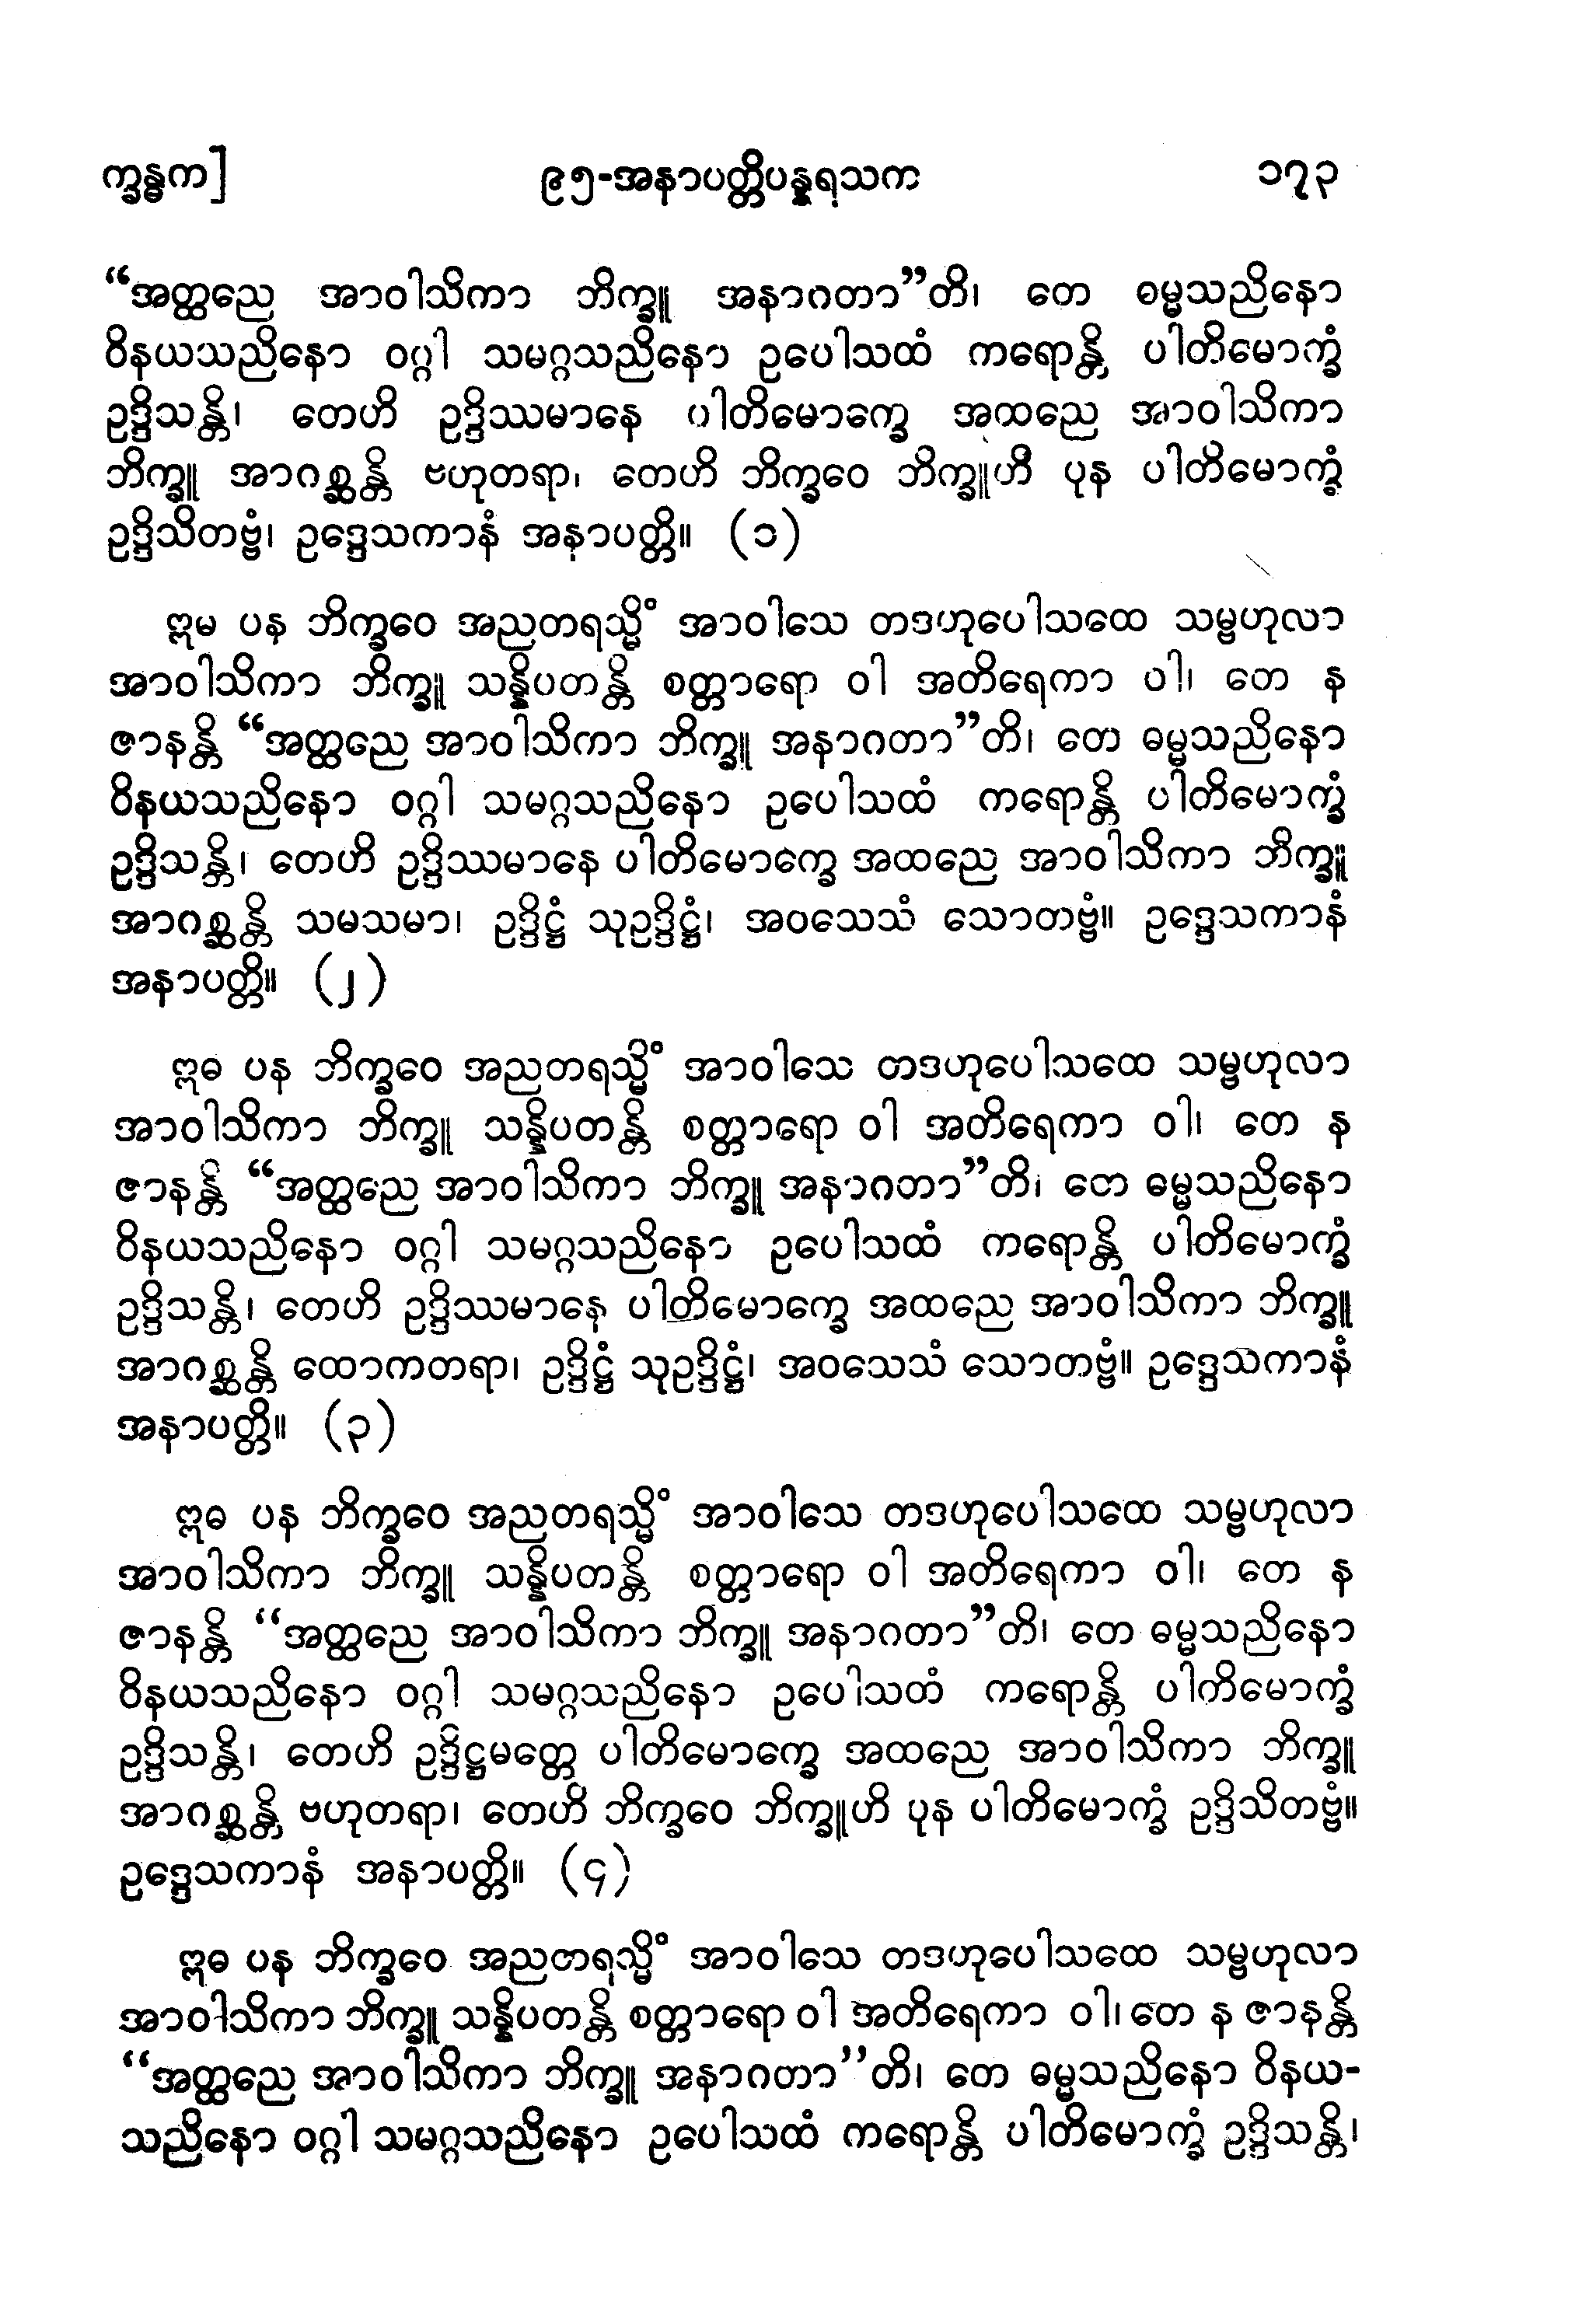 က္ခန္ဓက] ၉၅-အနာပတ္တိပန္နရသက ၁၇၃
“အတ္ထညေ အာဝါသိကာ ဘိက္ခူ အနာဂတာ”တိ၊ တေ ဓမ္မသညိနော
ဝိနယသညိနော ဝဂ္ဂါ သမဂ္ဂသညိနော ဥပေါသထံ ကရောန္တိ ပါတိမောက္ခံ
ဥဒ္ဒိသန္တိ၊ တေဟိ ဥဒ္ဒိဿမာနေ ပါတိမောက္ခေ အထညေ အာဝါသိကာ
ဘိက္ခူ အာဂစ္ဆန္တိ ဗဟုတရာ၊ တေဟိ ဘိက္ခဝေ ဘိက္ခူဟိ ပုန ပါတိမောက္ခံ
ဥဒ္ဒိသိတဗ္ဗံ၊ ဥဒ္ဒေသကာနံ အနာပတ္တိ။ (၁)
ဣမ ပန ဘိက္ခဝေ အညတရသ္မိံ အာဝါသေ တဒဟုပေါသထေ သမ္ဗဟုလာ
အာဝါသိကာ ဘိက္ခူ သန္နိပတန္တိ စတ္တာရော ဝါ အတိရေကာ ဝါ၊ တေ န
ဇာနန္တိ “အတ္ထညေ အာဝါသိကာ ဘိက္ခူ အနာဂတာ”တိ၊ တေ ဓမ္မသညိနော
ဝိနယသညိနော ဝဂ္ဂါ သမဂ္ဂသညိနော ဥပေါသထံ ကရောန္တိ ပါတိမောက္ခံ
ဥဒ္ဒိသန္တိ၊ တေဟိ ဥဒ္ဒိဿမာနေ ပါတိမောက္ခေ အထညေ အာဝါသိကာ ဘိက္ခူ
အာဂစ္ဆန္တိ သမသမာ၊ ဥဒ္ဒိဋ္ဌံ သုဥဒ္ဒိဋ္ဌံ၊ အဝသေသံ သောတဗ္ဗံ။ ဥဒ္ဒေသကာနံ
အနာပတ္တိ။ (၂)
ဣဓ ပန ဘိက္ခဝေ အညတရသ္မိံ အာဝါသေ တဒဟုပေါသထေ သမ္ဗဟုလာ
အာဝါသိကာ ဘိက္ခူ သန္နိပတန္တိ စတ္တာရော ဝါ အတိရေကာ ဝါ၊ တေ န
ဇာနန္တိ “အတ္ထညေ အာဝါသိကာ ဘိက္ခူ အနာဂတာ”တိ၊ တေ ဓမ္မသညိနော
ဝိနယသညိနော ဝဂ္ဂါ သမဂ္ဂသညိနော ဥပေါသထံ ကရောန္တိ ပါတိမောက္ခံ
ဥဒ္ဒိသန္တိ၊ တေဟိ ဥဒ္ဒိဿမာနေ ပါတိမောက္ခေ အထညေ အာဝါသိကာ ဘိက္ခူ
အာဂစ္ဆန္တိ ထောကတရာ၊ ဥဒ္ဒိဋ္ဌံ သုဥဒ္ဒိဋ္ဌံ၊ အဝသေသံ သောတဗ္ဗံ။ ဥဒ္ဒေသကာနံ
အနာပတ္တိ။ (၃)
ဣဓ ပန ဘိက္ခဝေ အညတရသ္မိံ အာဝါသေ တဒဟုပေါသထေ သမ္ဗဟုလာ
အာဝါသိကာ ဘိက္ခူ သန္နိပတန္တိ စတ္တာရော ဝါ အတိရေကာ ဝါ၊ တေ န
ဇာနန္တိ “အတ္ထညေ အာဝါသိကာ ဘိက္ခူ အနာဂတာ”တိ၊ တေ ဓမ္မသညိနော
ဝိနယသညိနော ဝဂ္ဂါ သမဂ္ဂသညိနော ဥပေါသတံ ကရောန္တိ ပါတိမောက္ခံ
ဥဒ္ဒိသန္တိ၊ တေဟိ ဥဒ္ဒိဋ္ဌမတ္တေ ပါတိမောက္ခေ အထညေ အာဝါသိကာ ဘိက္ခူ
အာဂစ္ဆန္တိ ဗဟုတရာ၊ တေဟိ ဘိက္ခဝေ ဘိက္ခူဟိ ပုန ပါတိမောက္ခံ ဥဒ္ဒိသိတဗ္ဗံ။
ဥဒ္ဒေသကာနံ အနာပတ္တိ။ (၄)
ဣဓ ပန ဘိက္ခဝေ အညတရသ္မိံ အာဝါသေ တဒဟုပေါသထေ သမ္ဗဟုလာ
အာဝါသိကာ ဘိက္ခူ သန္နိပတန္တိ စတ္တာရော ဝါ အတိရေကာ ဝါ၊ တေ န ဇာနန္တိ
“အတ္ထညေ အာဝါသိကာ ဘိက္ခူ အနာဂတာ”တိ၊ တေ ဓမ္မသညိနော ဝိနယ-
သညိနော ဝဂ္ဂါ သမဂ္ဂသညိနော ဥပေါသထံ ကရောန္တိ ပါတိမောက္ခံ ဥဒ္ဒိသန္တိ၊